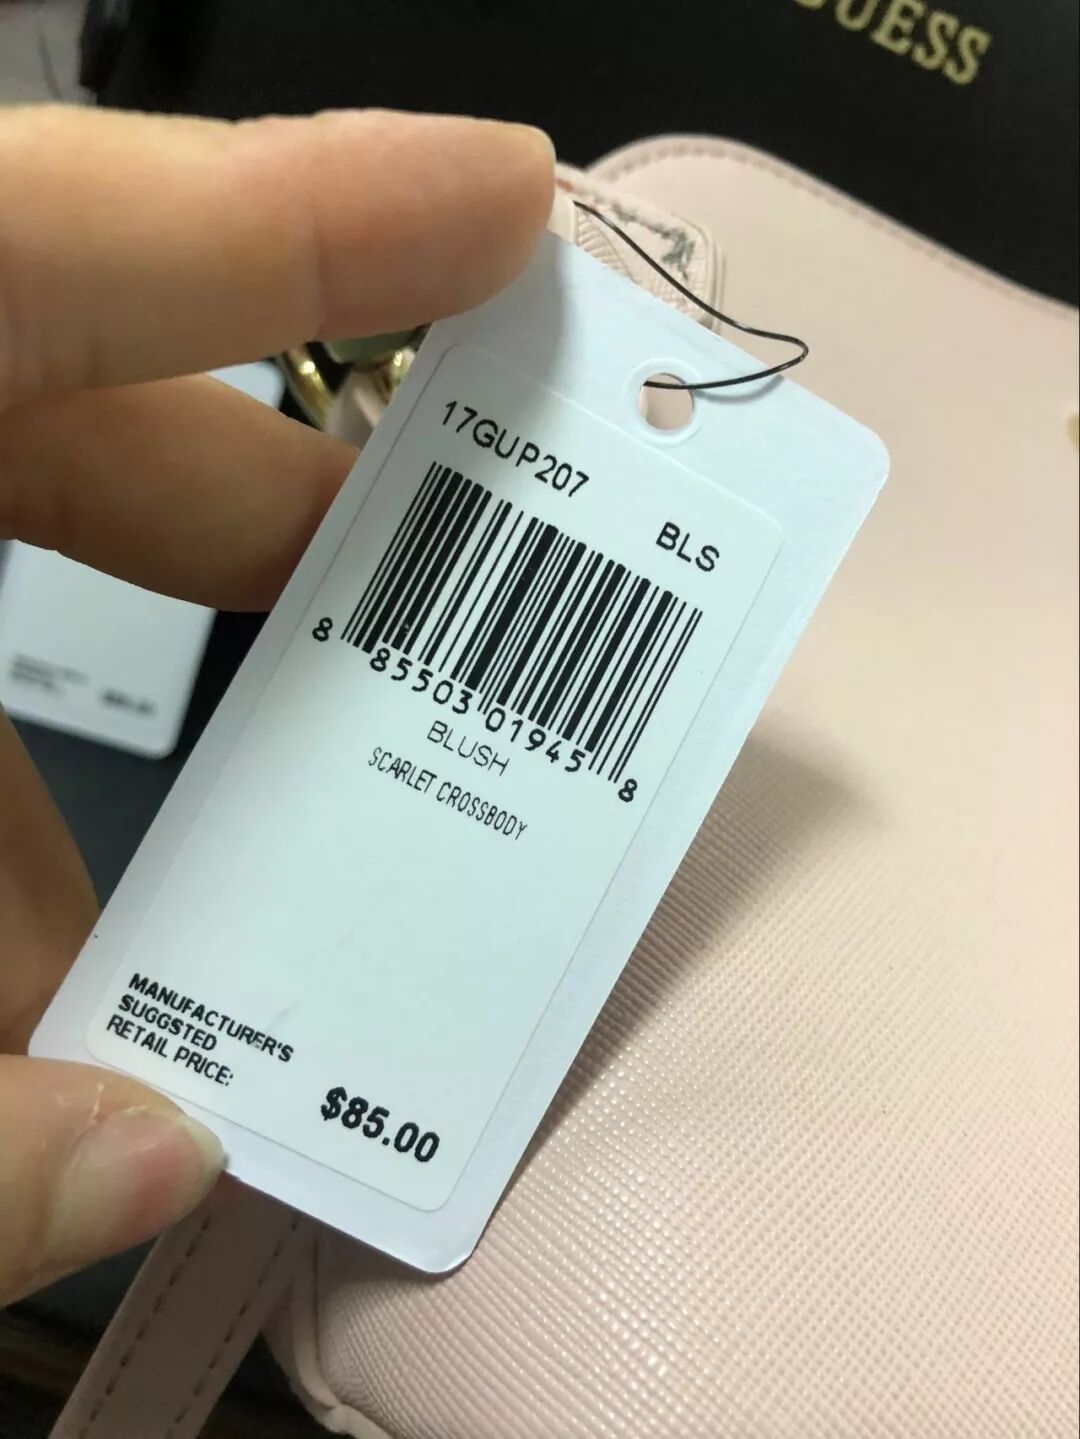 GUESS
17GUP207
BLS
8 85503 01945 8
BLUSH
SCARLET CROSSBODY
MANUFACTURER'S
SUGGSTED
RETAIL PRICE:
$85.00